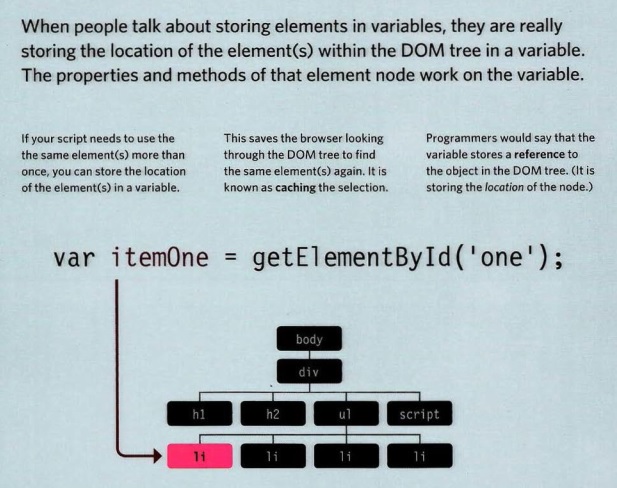 When people talk about storing elements in variables, they are really
storing the location of the element(s) within the DOM tree in a variable.
The properties and methods of that element node work on the variable.
If your script needs to use the
the same element(s) more than
once, you can store the location
of the element(s) in a variable.
This saves the browser looking
through the DOM tree to find
the same element(s) again. It is
known as caching the selection.
Programmers would say that the
variable stores a reference to
the object in the DOM tree. (It is
storing the location of the node.)
var itemOne = getElementById('one');
body
div
h1 h2 ul script
li li li li